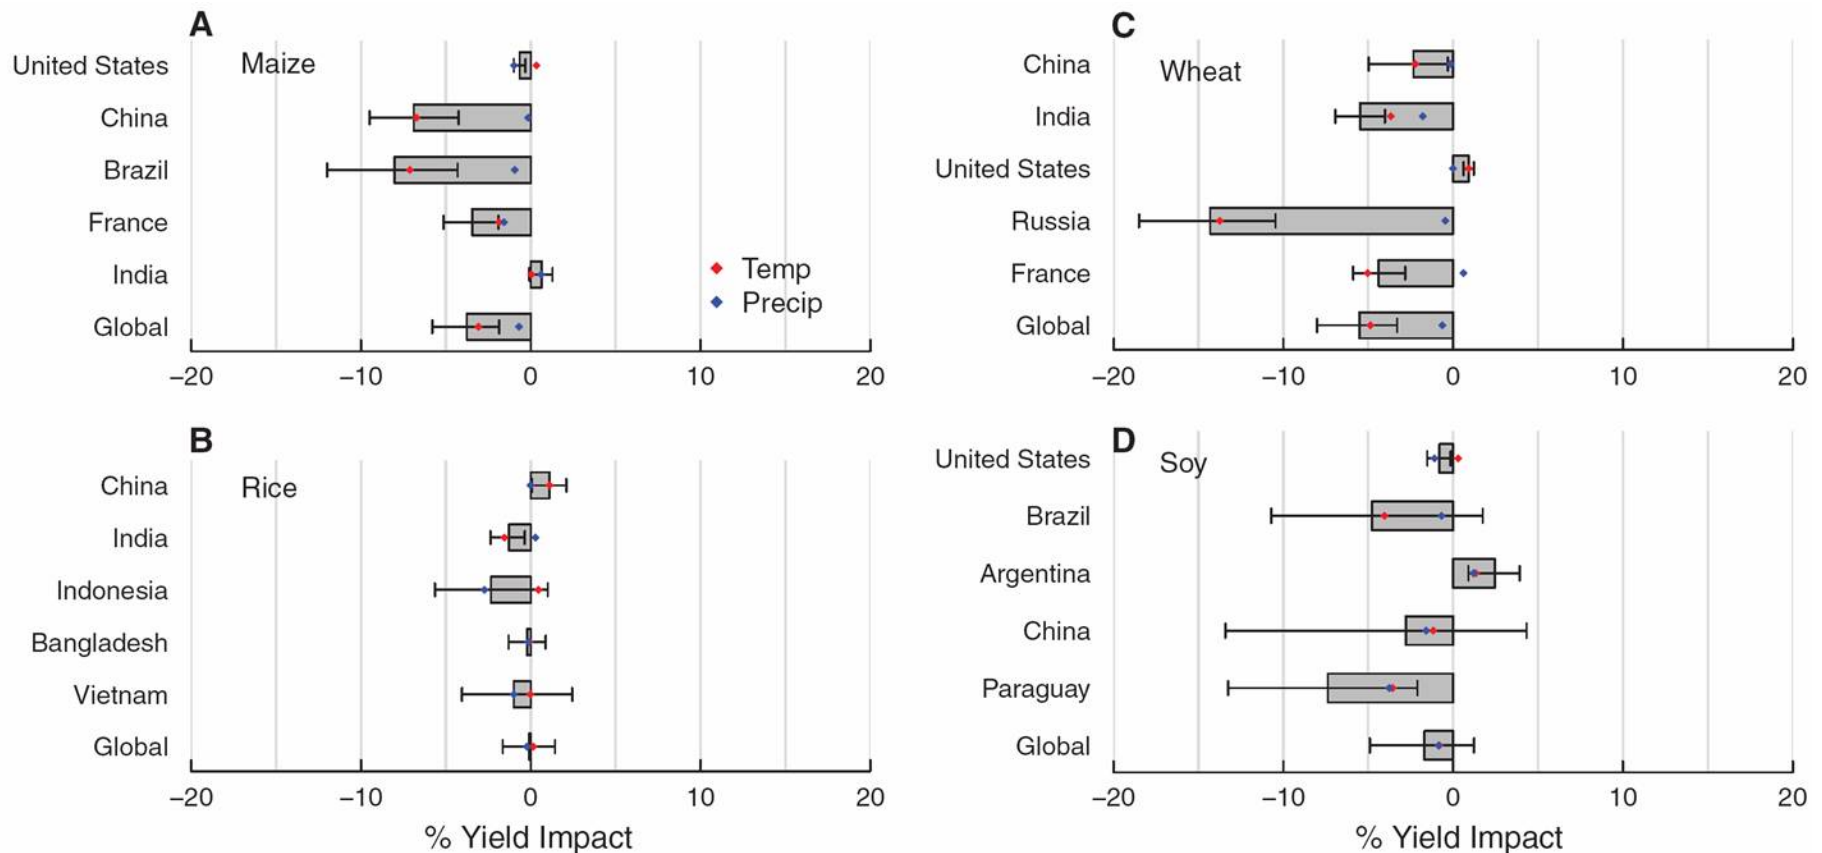 A
Maize
United States
China
Brazil
France
India
Global
Temp
Precip
−20 −10 0 10 20
B
Rice
China
India
Indonesia
Bangladesh
Vietnam
Global
−20 −10 0 10 20
% Yield Impact
C
Wheat
China
India
United States
Russia
France
Global
−20 −10 0 10 20
D
Soy
United States
Brazil
Argentina
China
Paraguay
Global
−20 −10 0 10 20
% Yield Impact